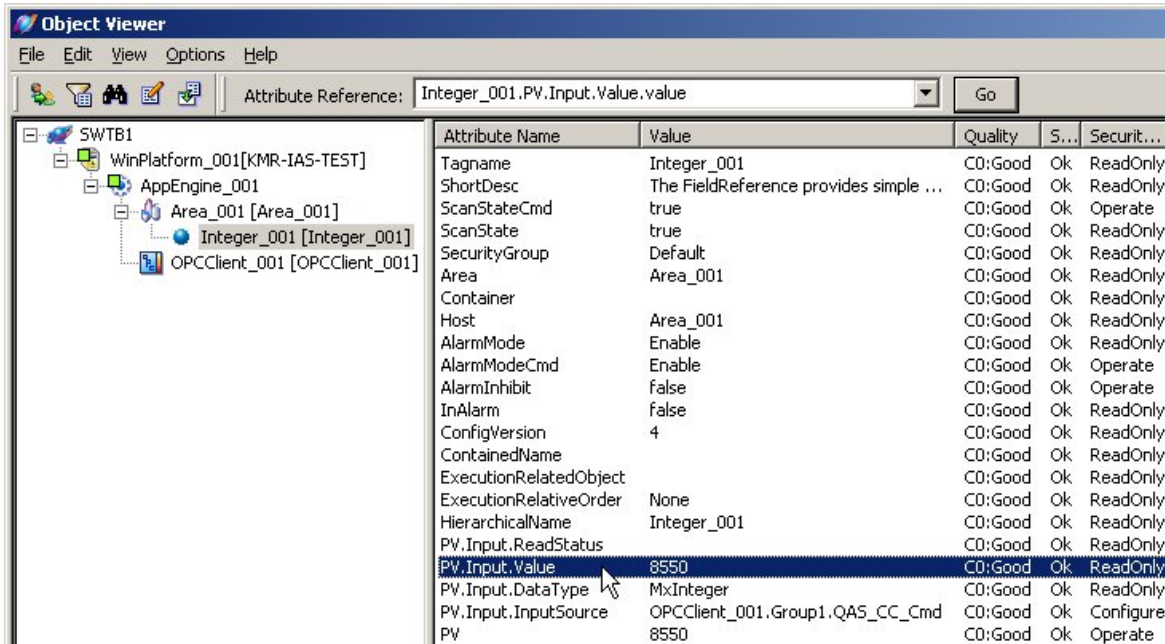 Object Viewer
File Edit View Options Help
Attribute Reference: Integer_001.PV.Input.Value.value Go
SWTB1
WinPlatform_001[KMR-IAS-TEST]
AppEngine_001
Area_001 [Area_001]
Integer_001 [Integer_001]
OPCClient_001 [OPCClient_001]
Attribute Name Value Quality S... Securit...
Tagname Integer_001 C0:Good Ok ReadOnly
ShortDesc The FieldReference provides simple ... C0:Good Ok ReadOnly
ScanStateCmd true C0:Good Ok Operate
ScanState true C0:Good Ok ReadOnly
SecurityGroup Default C0:Good Ok ReadOnly
Area Area_001 C0:Good Ok ReadOnly
Container C0:Good Ok ReadOnly
Host Area_001 C0:Good Ok ReadOnly
AlarmMode Enable C0:Good Ok ReadOnly
AlarmModeCmd Enable C0:Good Ok Operate
AlarmInhibit false C0:Good Ok Operate
InAlarm false C0:Good Ok ReadOnly
ConfigVersion 4 C0:Good Ok ReadOnly
ContainedName C0:Good Ok ReadOnly
ExecutionRelatedObject C0:Good Ok ReadOnly
ExecutionRelativeOrder None C0:Good Ok ReadOnly
HierarchicalName Integer_001 C0:Good Ok ReadOnly
PV.Input.ReadStatus C0:Good Ok ReadOnly
PV.Input.Value 8550 C0:Good Ok ReadOnly
PV.Input.DataType MxInteger C0:Good Ok ReadOnly
PV.Input.InputSource OPCClient_001.Group1.QAS_CC_Cmd C0:Good Ok Configure
PV 8550 C0:Good Ok Operate